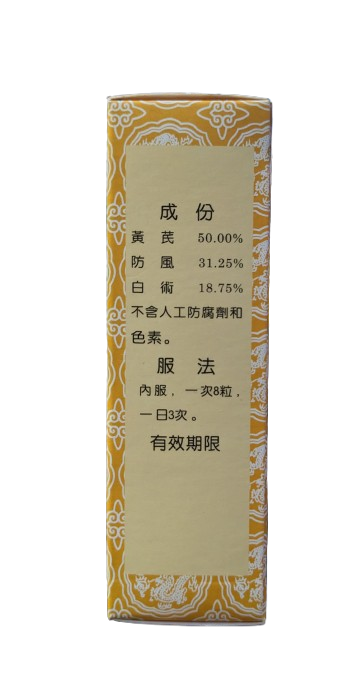 成份
黃芪 50.00%
防風 31.25%
白術 18.75%
不含人工防腐劑和
色素。
服法
內服，一次8粒，
一日3次。
有效期限